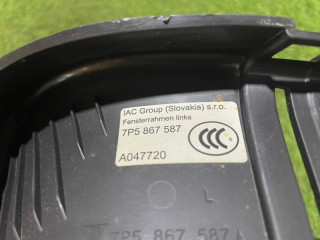 IAC Group (Slovakia) s.r.o.
Fensterrahmen links
7P5 867 587
CCC
A047720
L
7P5 867 587